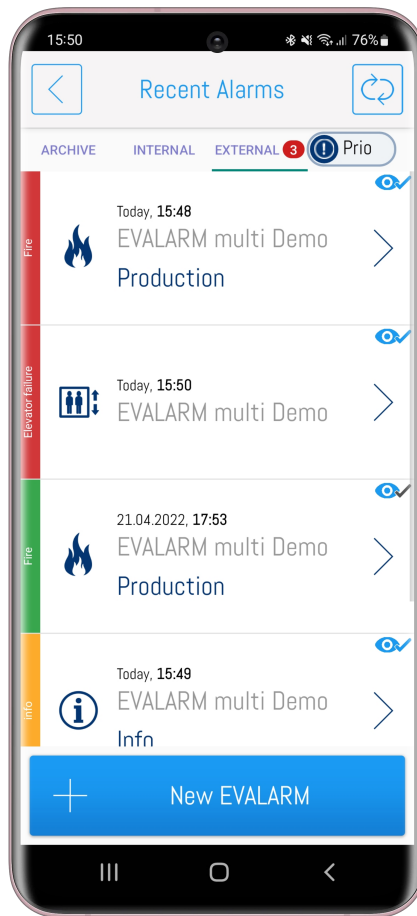 15:50
76%
Recent Alarms
ARCHIVE
INTERNAL
EXTERNAL 3
Prio
Fire
Today, 15:48
EVALARM multi Demo
Production
Elevator failure
Today, 15:50
EVALARM multi Demo
Fire
21.04.2022, 17:53
EVALARM multi Demo
Production
info
Today, 15:49
EVALARM multi Demo
Info
New EVALARM